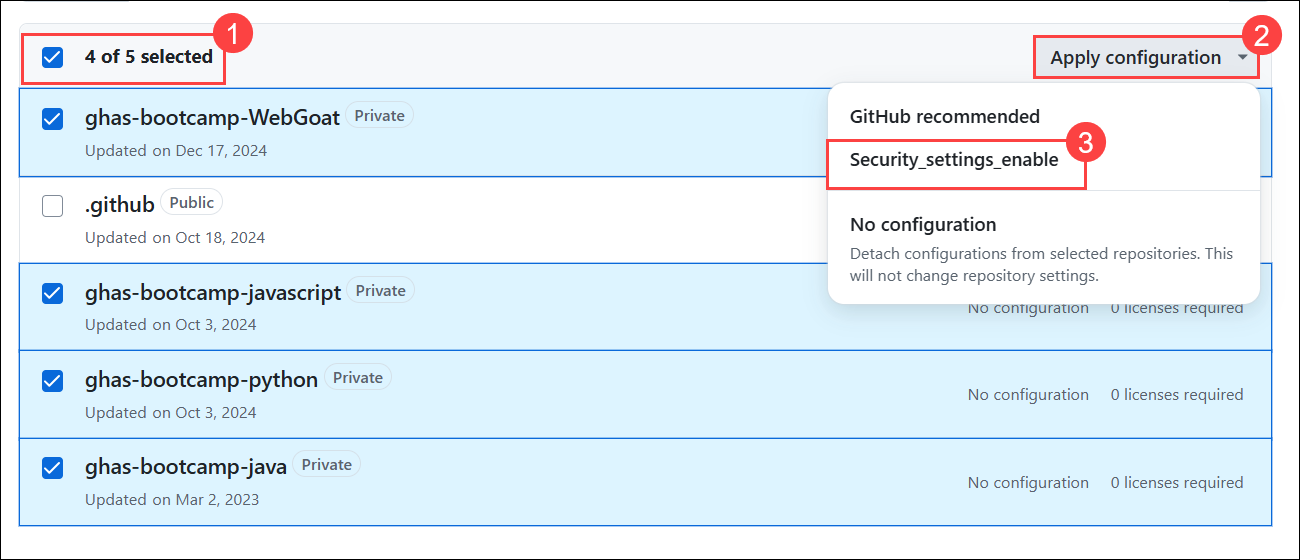 1
4 of 5 selected
2
Apply configuration
ghas-bootcamp-WebGoat Private
Updated on Dec 17, 2024
GitHub recommended
3
Security_settings_enable
.github Public
Updated on Oct 18, 2024
No configuration
Detach configurations from selected repositories. This
will not change repository settings.
ghas-bootcamp-javascript Private
Updated on Oct 3, 2024
No configuration 0 licenses required
ghas-bootcamp-python Private
Updated on Oct 3, 2024
No configuration 0 licenses required
ghas-bootcamp-java Private
Updated on Mar 2, 2023
No configuration 0 licenses required